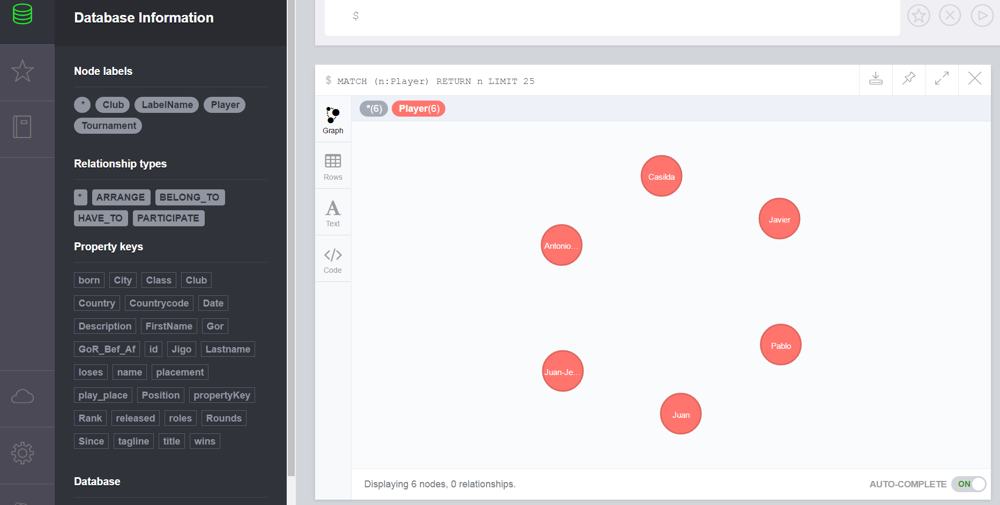 Database Information
Node labels
* Club LabelName Player
Tournament
Relationship types
* ARRANGE BELONG_TO
HAVE_TO PARTICIPATE
Property keys
born City Class Club
Country Countrycode Date
Description FirstName Gor
GoR_Bef_Af id Jigo Lastname
loses name placement
play_place Position propertyKey
Rank released roles Rounds
Since tagline title wins
Database
$
$ MATCH (n:Player) RETURN n LIMIT 25
*(6) Player(6)
Graph
Rows
Text
Code
Casilda
Javier
Antonio...
Pablo
Juan-Je...
Juan
Displaying 6 nodes, 0 relationships.
AUTO-COMPLETE ON